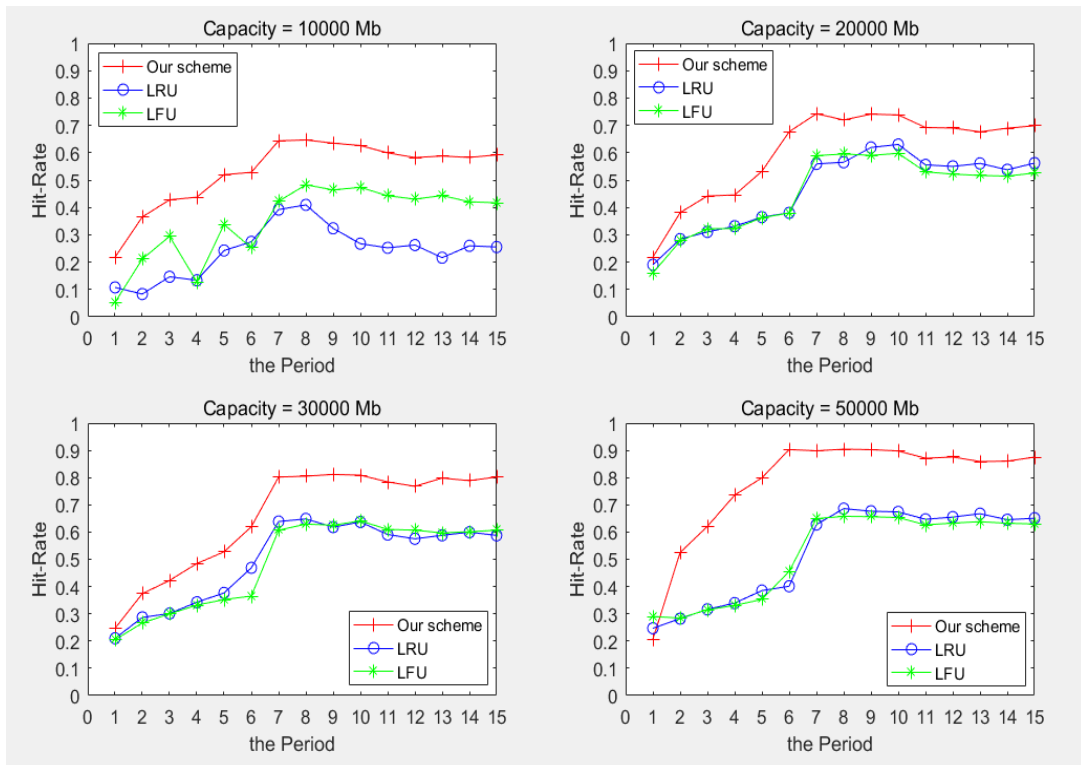 Capacity = 10000 Mb
1
0.9
0.8
0.7
0.6
0.5
0.4
0.3
0.2
0.1
0
Hit-Rate
Our scheme
LRU
LFU
0 1 2 3 4 5 6 7 8 9 10 11 12 13 14 15
the Period
Capacity = 20000 Mb
1
0.9
0.8
0.7
0.6
0.5
0.4
0.3
0.2
0.1
0
Hit-Rate
Our scheme
LRU
LFU
0 1 2 3 4 5 6 7 8 9 10 11 12 13 14 15
the Period
Capacity = 30000 Mb
1
0.9
0.8
0.7
0.6
0.5
0.4
0.3
0.2
0.1
0
Hit-Rate
Our scheme
LRU
LFU
0 1 2 3 4 5 6 7 8 9 10 11 12 13 14 15
the Period
Capacity = 50000 Mb
1
0.9
0.8
0.7
0.6
0.5
0.4
0.3
0.2
0.1
0
Hit-Rate
Our scheme
LRU
LFU
0 1 2 3 4 5 6 7 8 9 10 11 12 13 14 15
the Period